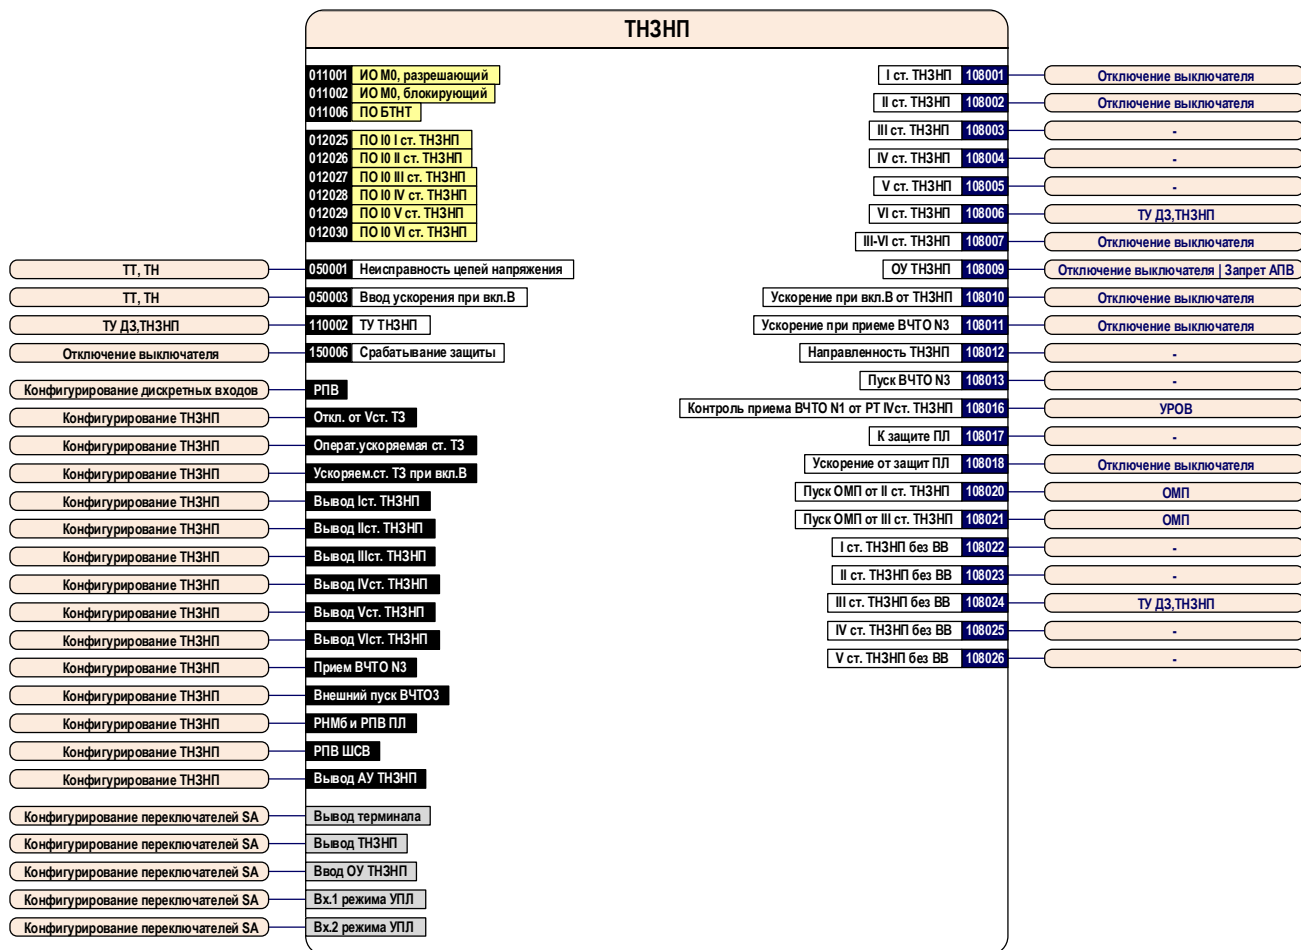 ТНЗНП
011001 ИО М0, разрешающий
011002 ИО М0, блокирующий
011006 ПО БТНТ
012025 ПО I0 I ст. ТНЗНП
012026 ПО I0 II ст. ТНЗНП
012027 ПО I0 III ст. ТНЗНП
012028 ПО I0 IV ст. ТНЗНП
012029 ПО I0 V ст. ТНЗНП
012030 ПО I0 VI ст. ТНЗНП
ТТ, ТН 050001 Неисправность цепей напряжения
ТТ, ТН 050003 Ввод ускорения при вкл.В
ТУ ДЗ,ТНЗНП 110002 ТУ ТНЗНП
Отключение выключателя 150006 Срабатывание защиты
Конфигурирование дискретных входов РПВ
Конфигурирование ТНЗНП Откл. от Vст. ТЗ
Конфигурирование ТНЗНП Операт.ускоряемая ст. ТЗ
Конфигурирование ТНЗНП Ускоряем.ст. ТЗ при вкл.В
Конфигурирование ТНЗНП Вывод Iст. ТНЗНП
Конфигурирование ТНЗНП Вывод IIст. ТНЗНП
Конфигурирование ТНЗНП Вывод IIIст. ТНЗНП
Конфигурирование ТНЗНП Вывод IVст. ТНЗНП
Конфигурирование ТНЗНП Вывод Vст. ТНЗНП
Конфигурирование ТНЗНП Вывод VIст. ТНЗНП
Конфигурирование ТНЗНП Прием ВЧТО N3
Конфигурирование ТНЗНП Внешний пуск ВЧТО3
Конфигурирование ТНЗНП РНМб и РПВ ПЛ
Конфигурирование ТНЗНП РПВ ШСВ
Конфигурирование ТНЗНП Вывод АУ ТНЗНП
Конфигурирование переключателей SA Вывод терминала
Конфигурирование переключателей SA Вывод ТНЗНП
Конфигурирование переключателей SA Ввод ОУ ТНЗНП
Конфигурирование переключателей SA Вх.1 режима УПЛ
Конфигурирование переключателей SA Вх.2 режима УПЛ
I ст. ТНЗНП 108001 Отключение выключателя
II ст. ТНЗНП 108002 Отключение выключателя
III ст. ТНЗНП 108003 -
IV ст. ТНЗНП 108004 -
V ст. ТНЗНП 108005 -
VI ст. ТНЗНП 108006 ТУ ДЗ,ТНЗНП
III-VI ст. ТНЗНП 108007 Отключение выключателя
ОУ ТНЗНП 108009 Отключение выключателя | Запрет АПВ
Ускорение при вкл.В от ТНЗНП 108010 Отключение выключателя
Ускорение при приеме ВЧТО N3 108011 Отключение выключателя
Направленность ТНЗНП 108012 -
Пуск ВЧТО N3 108013 -
Контроль приема ВЧТО N1 от РТ IVст. ТНЗНП 108016 УРОВ
К защите ПЛ 108017 -
Ускорение от защит ПЛ 108018 Отключение выключателя
Пуск ОМП от II ст. ТНЗНП 108020 ОМП
Пуск ОМП от III ст. ТНЗНП 108021 ОМП
I ст. ТНЗНП без ВВ 108022 -
II ст. ТНЗНП без ВВ 108023 -
III ст. ТНЗНП без ВВ 108024 ТУ ДЗ,ТНЗНП
IV ст. ТНЗНП без ВВ 108025 -
V ст. ТНЗНП без ВВ 108026 -